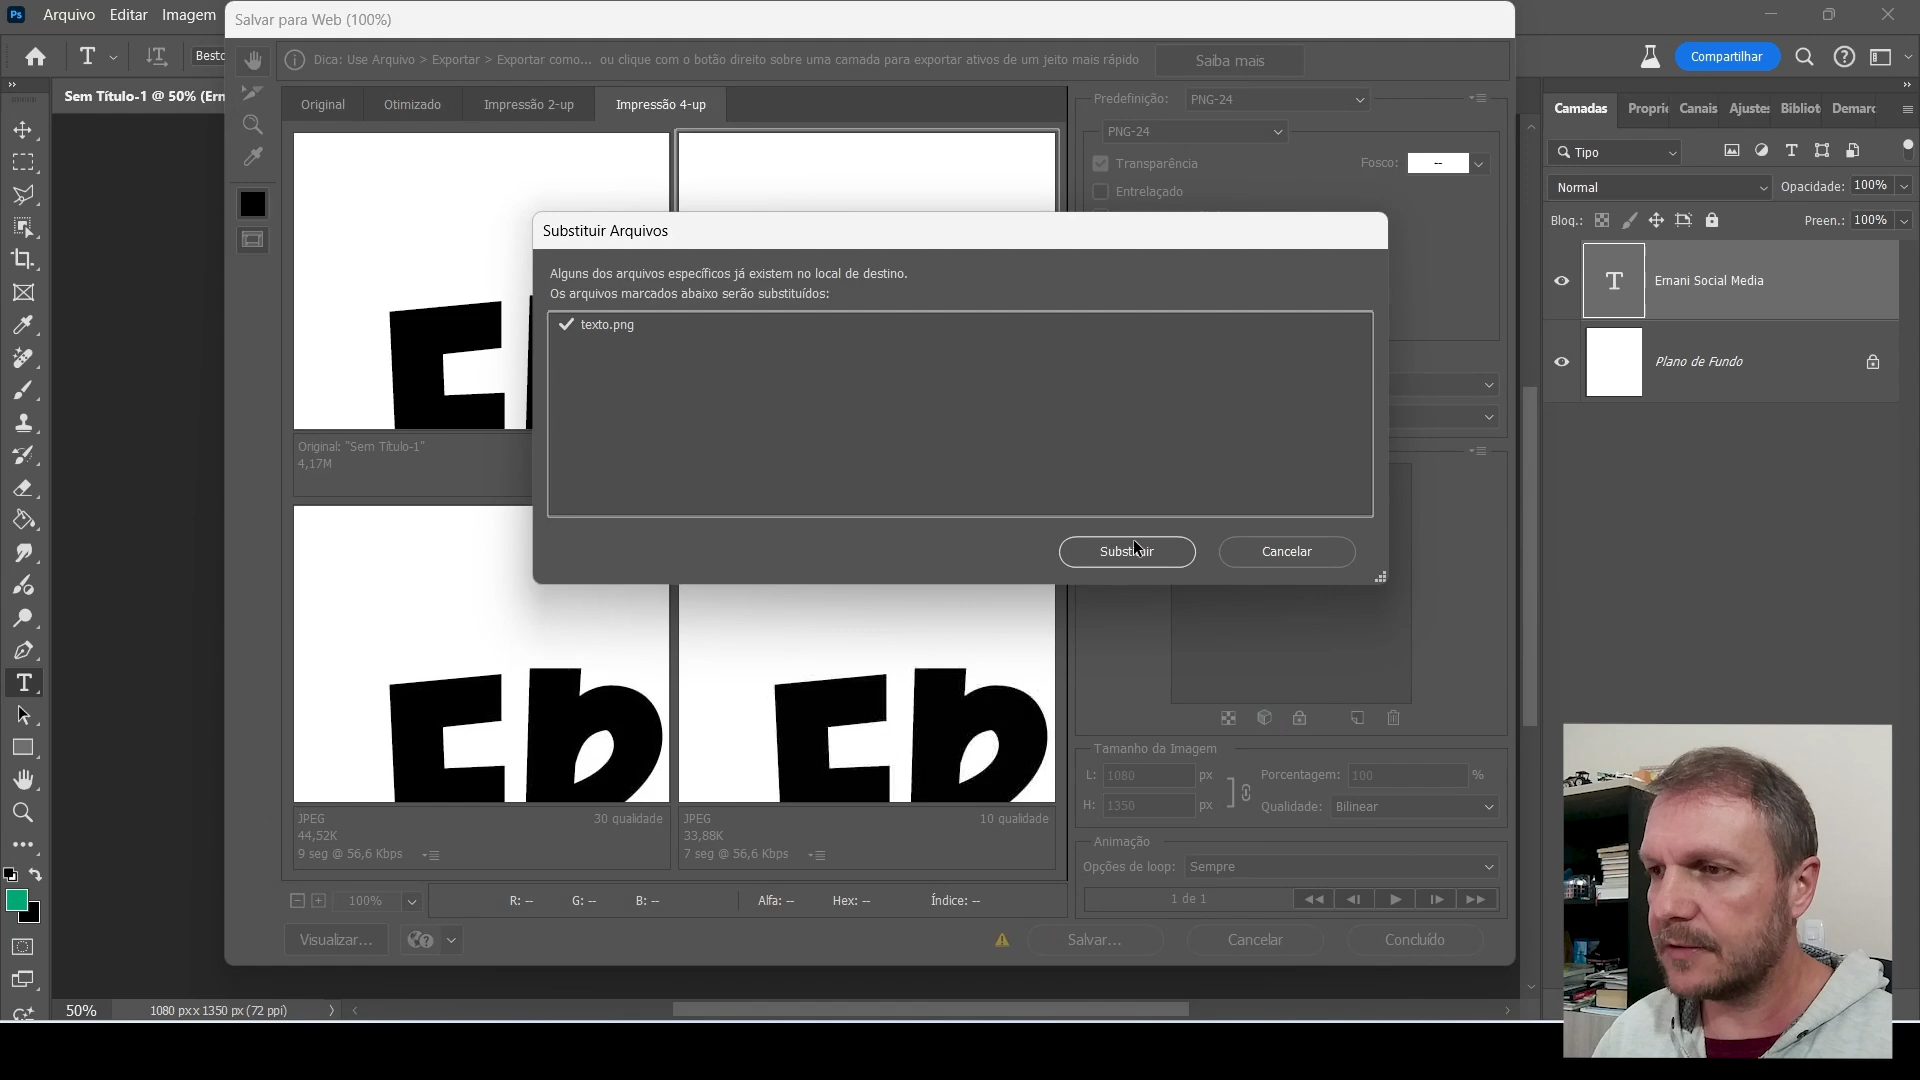 Ps Arquivo Editar Imagem
Salvar para Web (100%)
Dica: Use Arquivo > Exportar > Exportar como... ou clique com o botão direito sobre uma camada para exportar ativos de um jeito mais rápido
Saiba mais
Compartilhar
Sem Título-1 @ 50% (Ern
Original
Otimizado
Impressão 2-up
Impressão 4-up
Predefinição: PNG-24
PNG-24
Transparência
Fosco: --
Entrelaçado
Substituir Arquivos
Alguns dos arquivos específicos já existem no local de destino.
Os arquivos marcados abaixo serão substituídos:
texto.png
Substituir
Cancelar
Original: "Sem Título-1"
4,17M
JPEG
30 qualidade
44,52K
9 seg @ 56,6 Kbps
JPEG
10 qualidade
33,88K
7 seg @ 56,6 Kbps
Tamanho da Imagem
L: 1080 px
Porcentagem: 100 %
H: 1350 px
Qualidade: Bilinear
Animação
Opções de loop: Sempre
1 de 1
100%
R: --
G: --
B: --
Alfa: --
Hex: --
Índice: --
Visualizar...
Salvar...
Cancelar
Concluído
50%
1080 px x 1350 px (72 ppi)
Camadas
Canais
Ajustes
Bibliot
Demarc
Tipo
Normal
Opacidade: 100%
Bloq.:
Preen.: 100%
Ernani Social Media
Plano de Fundo